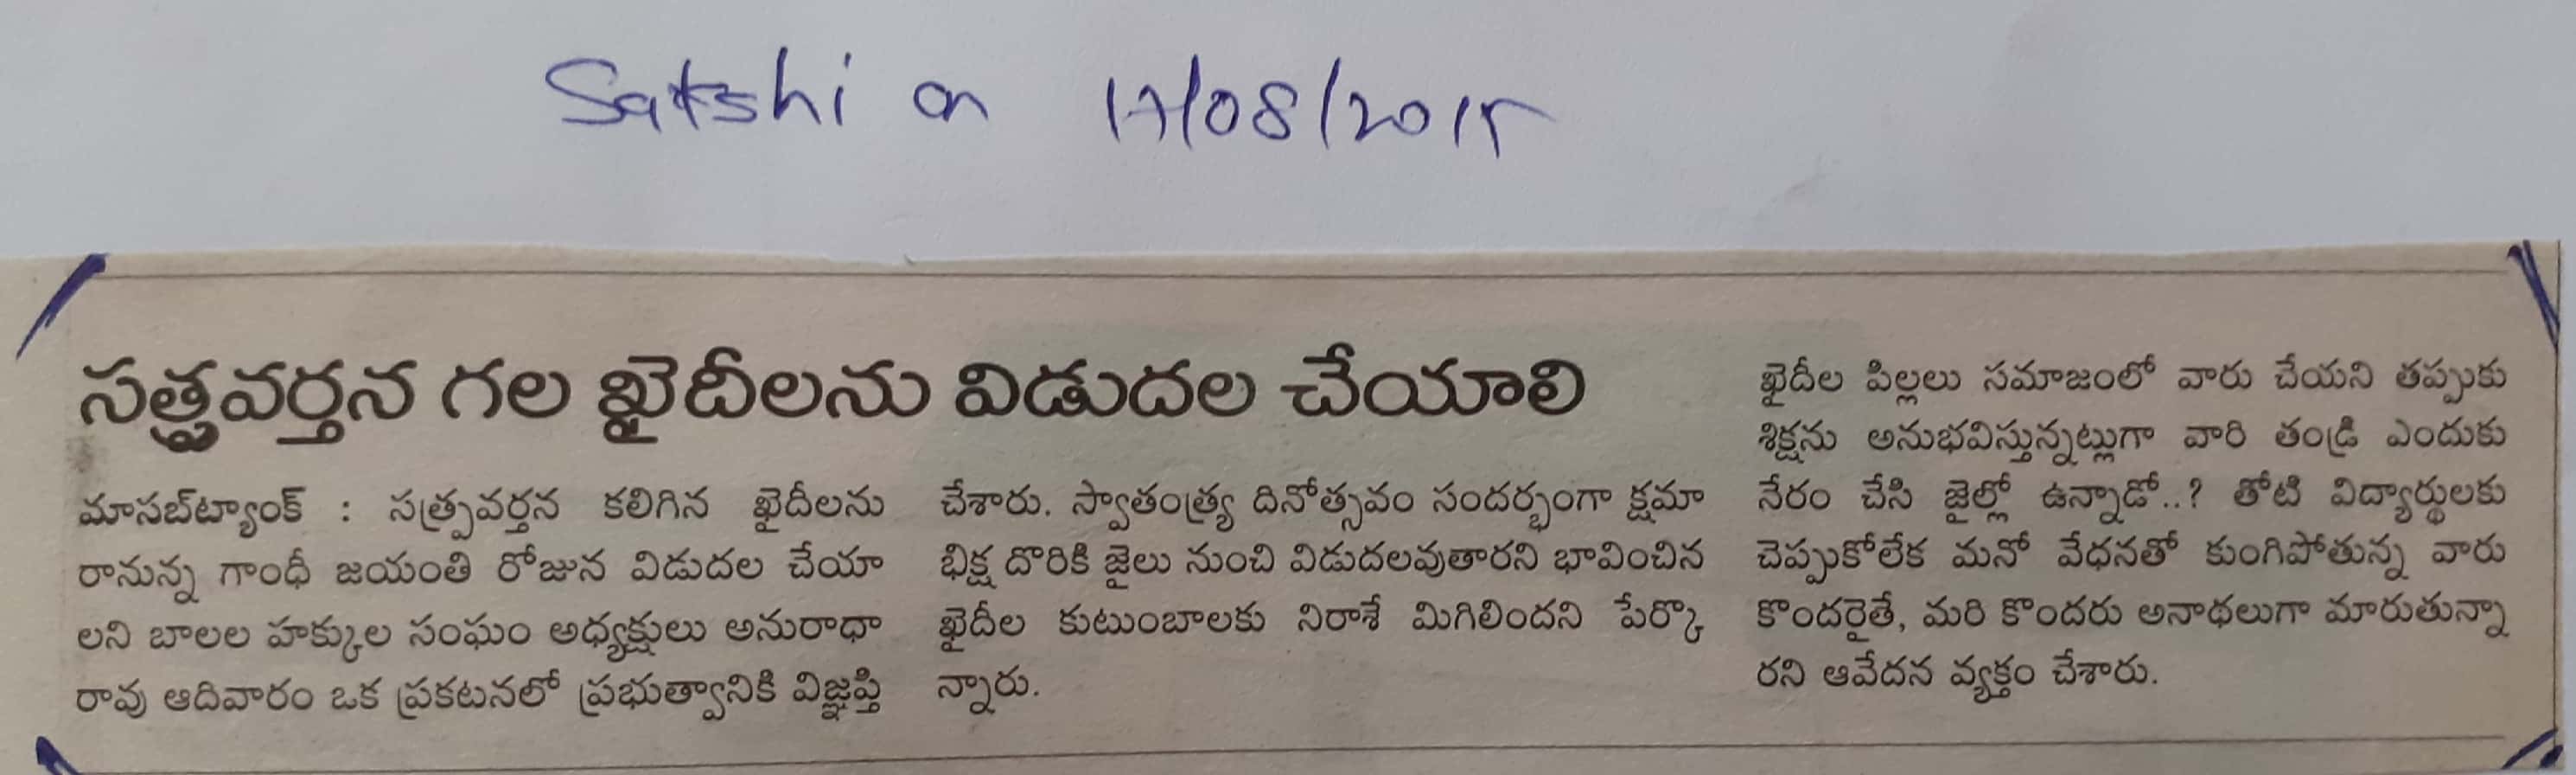 Satshi on 17/08/2015
సత్ప్రవర్తన గల ఖైదీలను విడుదల చేయాలి
మాసబ్‌ట్యాంక్ : సత్ప్రవర్తన కలిగిన ఖైదీలను
రానున్న గాంధీ జయంతి రోజున విడుదల చేయా
లని బాలల హక్కుల సంఘం అధ్యక్షులు అనురాధా
రావు ఆదివారం ఒక ప్రకటనలో ప్రభుత్వానికి విజ్ఞప్తి
చేశారు. స్వాతంత్ర్య దినోత్సవం సందర్భంగా క్షమా
భిక్ష దొరికి జైలు నుంచి విడుదలవుతారని భావించిన
ఖైదీల కుటుంబాలకు నిరాశే మిగిలిందని పేర్కొ
న్నారు.
ఖైదీల పిల్లలు సమాజంలో వారు చేయని తప్పుకు
శిక్షను అనుభవిస్తున్నట్లుగా వారి తండ్రి ఎందుకు
నేరం చేసి జైల్లో ఉన్నాడో..? తోటి విద్యార్థులకు
చెప్పుకోలేక మనో వేధనతో కుంగిపోతున్న వారు
కొందరైతే, మరి కొందరు అనాథలుగా మారుతున్నా
రని ఆవేదన వ్యక్తం చేశారు.